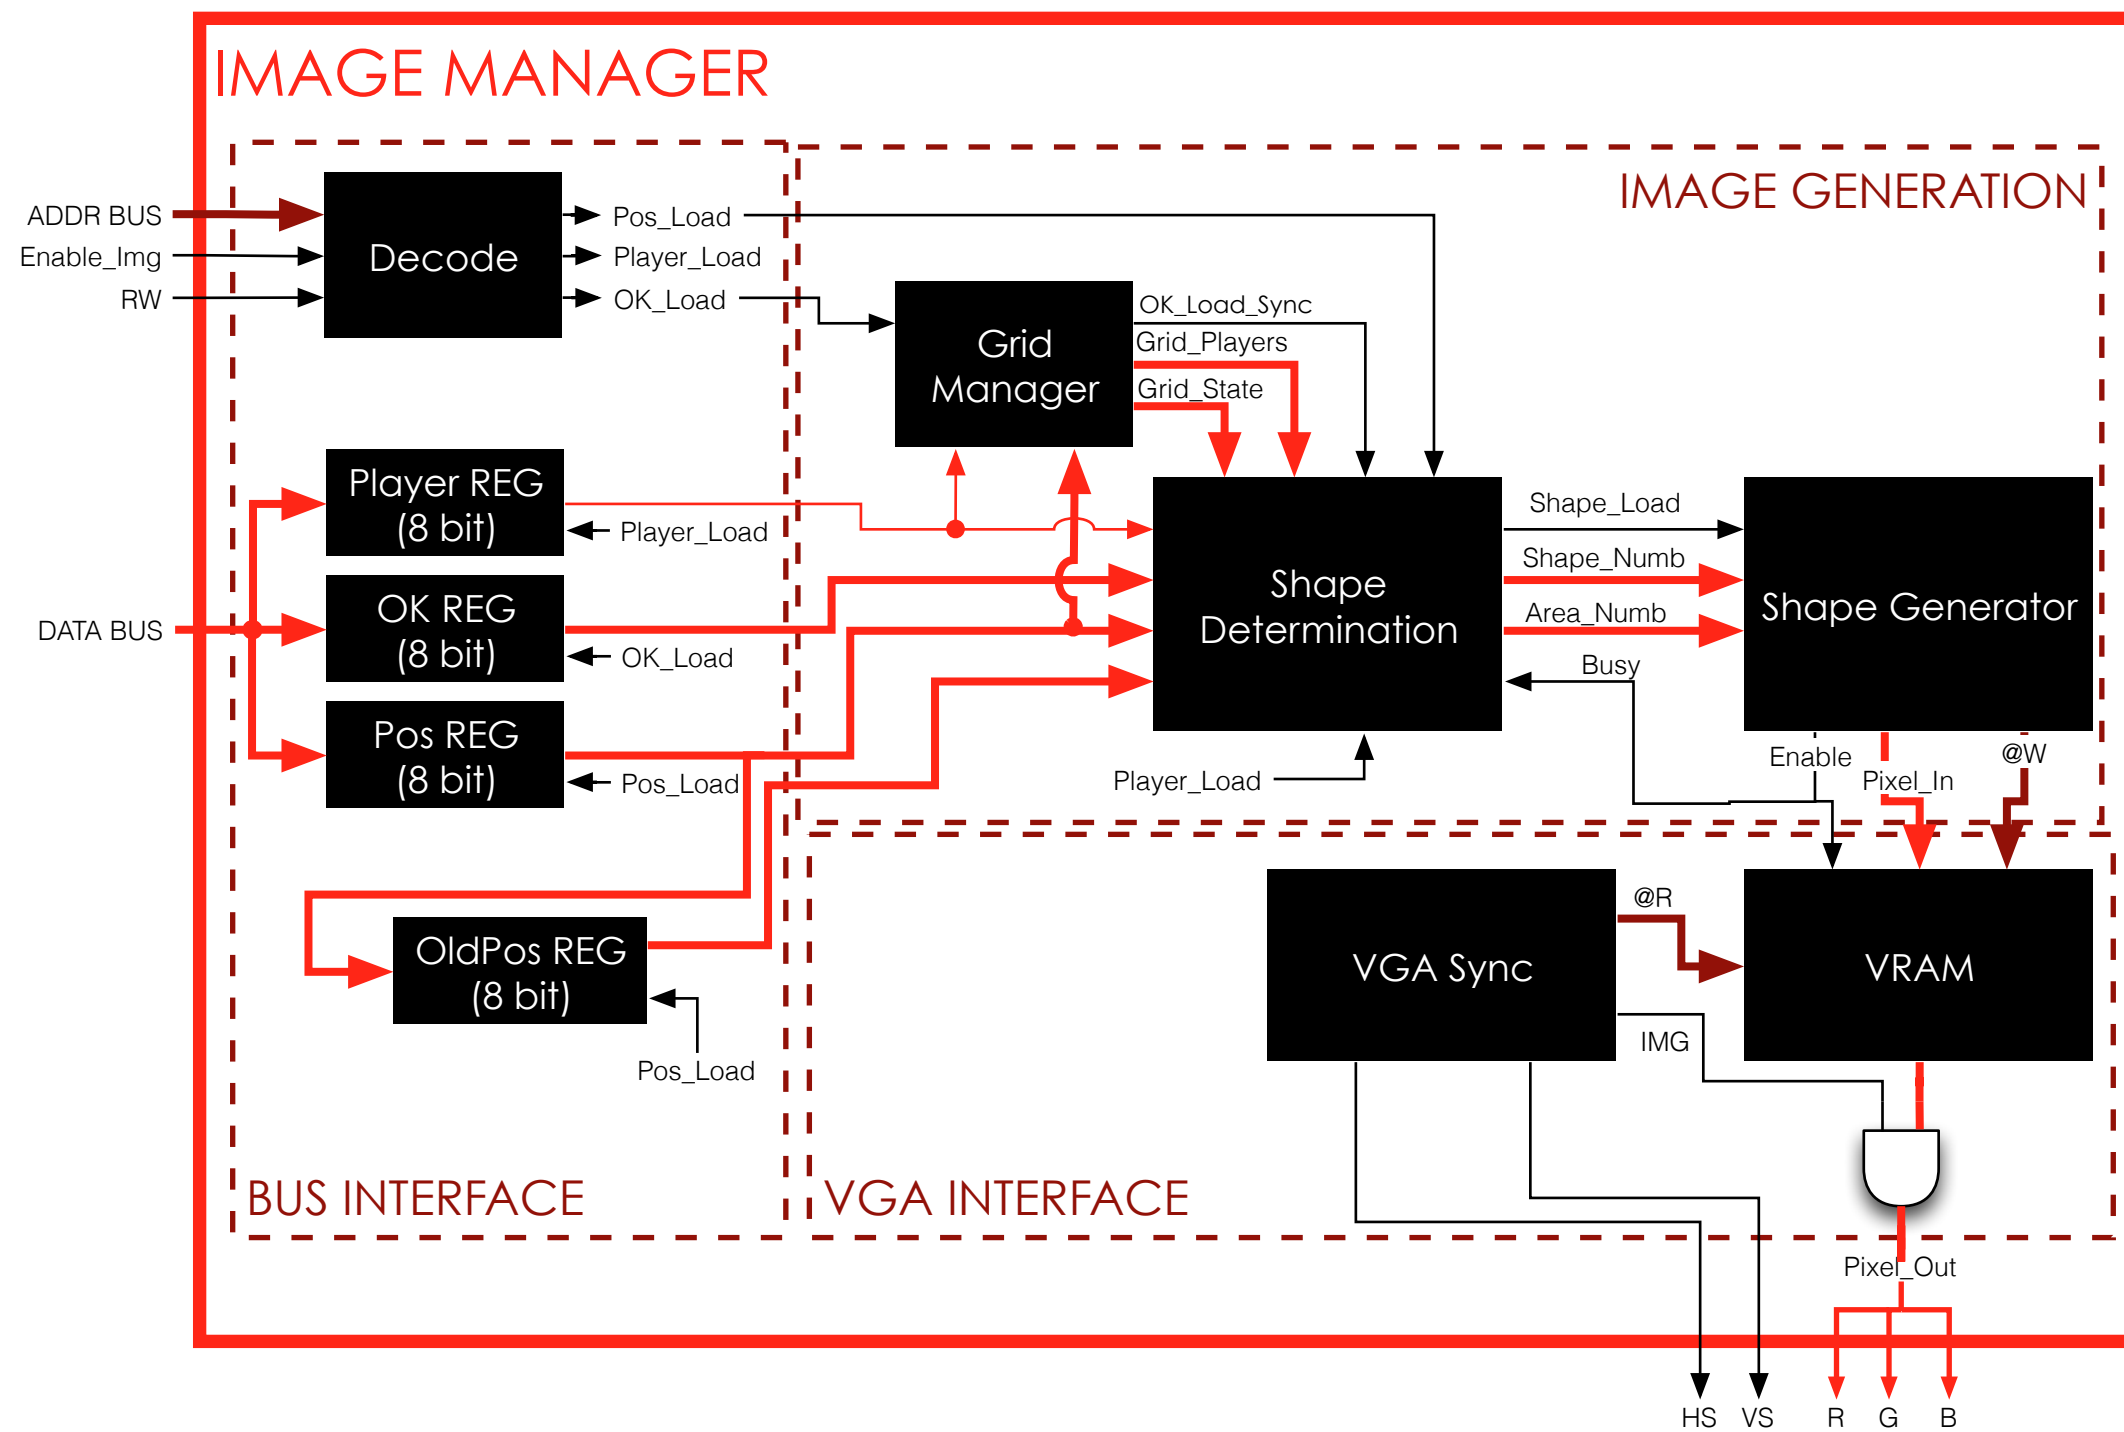 IMAGE MANAGER
IMAGE GENERATION
ADDR BUS
Enable_Img
RW
Decode
Pos_Load
Player_Load
OK_Load
Grid
Manager
OK_Load_Sync
Grid_Players
Grid_State
Player REG
(8 bit)
Player_Load
DATA BUS
OK REG
(8 bit)
OK_Load
Pos REG
(8 bit)
Pos_Load
Shape
Determination
Player_Load
Shape_Load
Shape_Numb
Area_Numb
Busy
Shape Generator
Enable
Pixel_In
@W
OldPos REG
(8 bit)
Pos_Load
VGA Sync
@R
IMG
VRAM
BUS INTERFACE
VGA INTERFACE
Pixel_Out
HS
VS
R
G
B